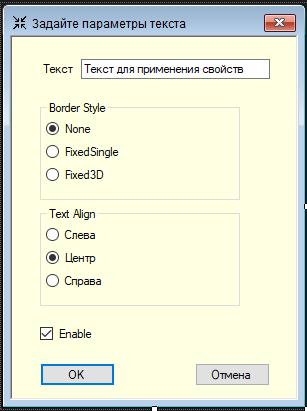 Задайте параметры текста
Текст Текст для применения свойств
Border Style
None
FixedSingle
Fixed3D
Text Align
Слева
Центр
Справа
Enable
OK Отмена